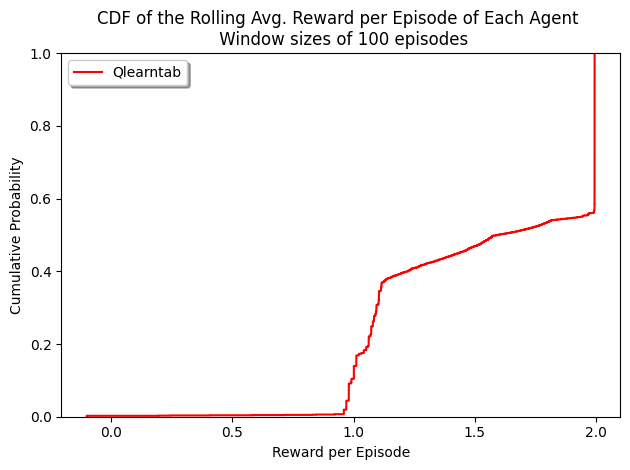 CDF of the Rolling Avg. Reward per Episode of Each Agent
Window sizes of 100 episodes
Qlearntab
1.0
0.8
0.6
0.4
0.2
0.0
Cumulative Probability
0.0 0.5 1.0 1.5 2.0
Reward per Episode